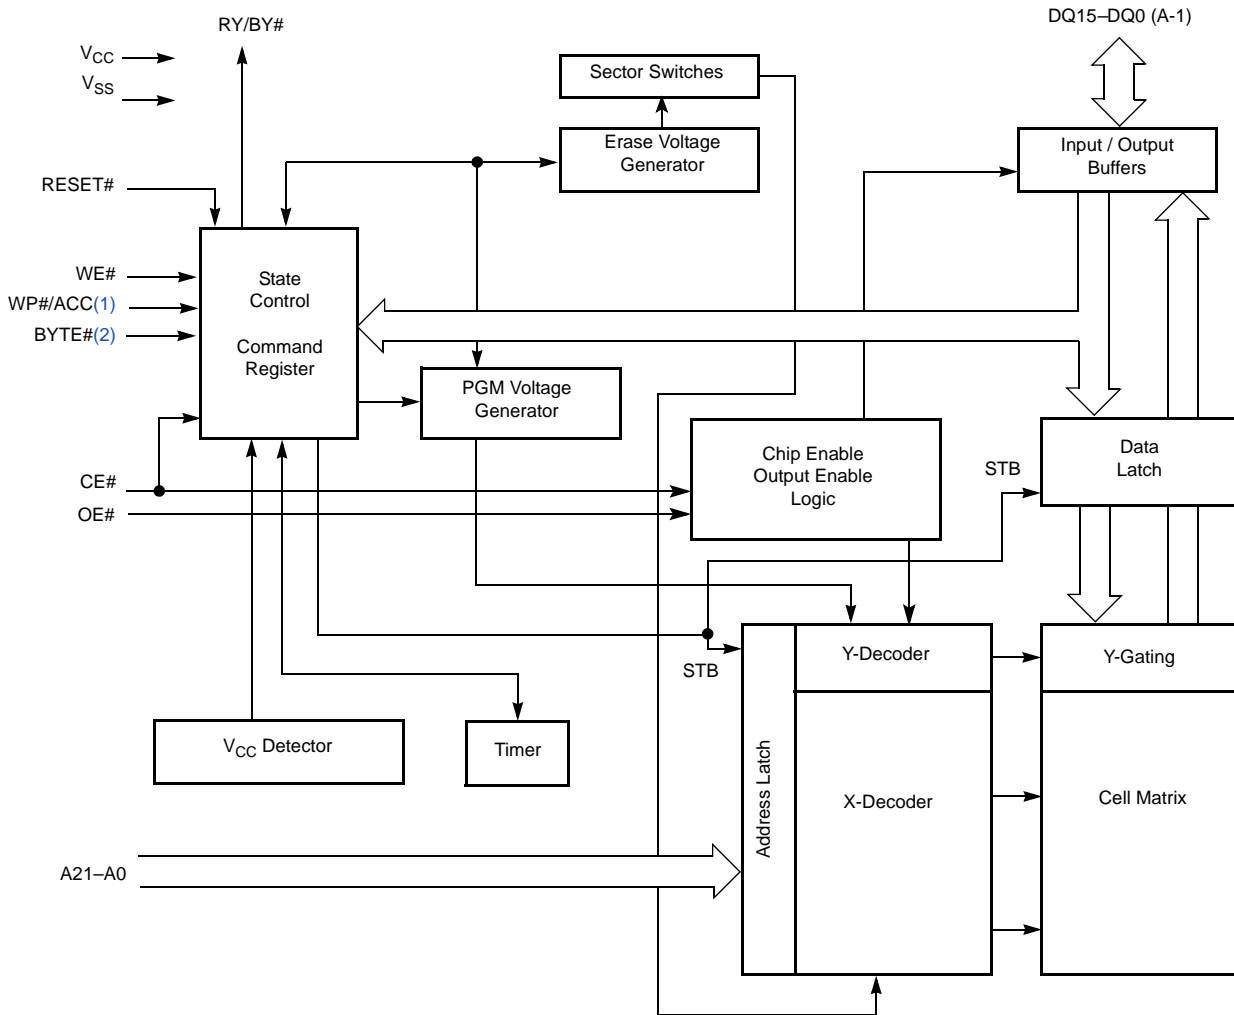 RY/BY#
DQ15–DQ0 (A-1)
VCC
VSS
Sector Switches
Erase Voltage
Generator
Input / Output
Buffers
RESET#
WE#
WP#/ACC(1)
BYTE#(2)
State
Control
Command
Register
PGM Voltage
Generator
CE#
OE#
Chip Enable
Output Enable
Logic
STB
Data
Latch
STB
Y-Decoder
Y-Gating
VCC Detector
Timer
Address Latch
X-Decoder
Cell Matrix
A21–A0